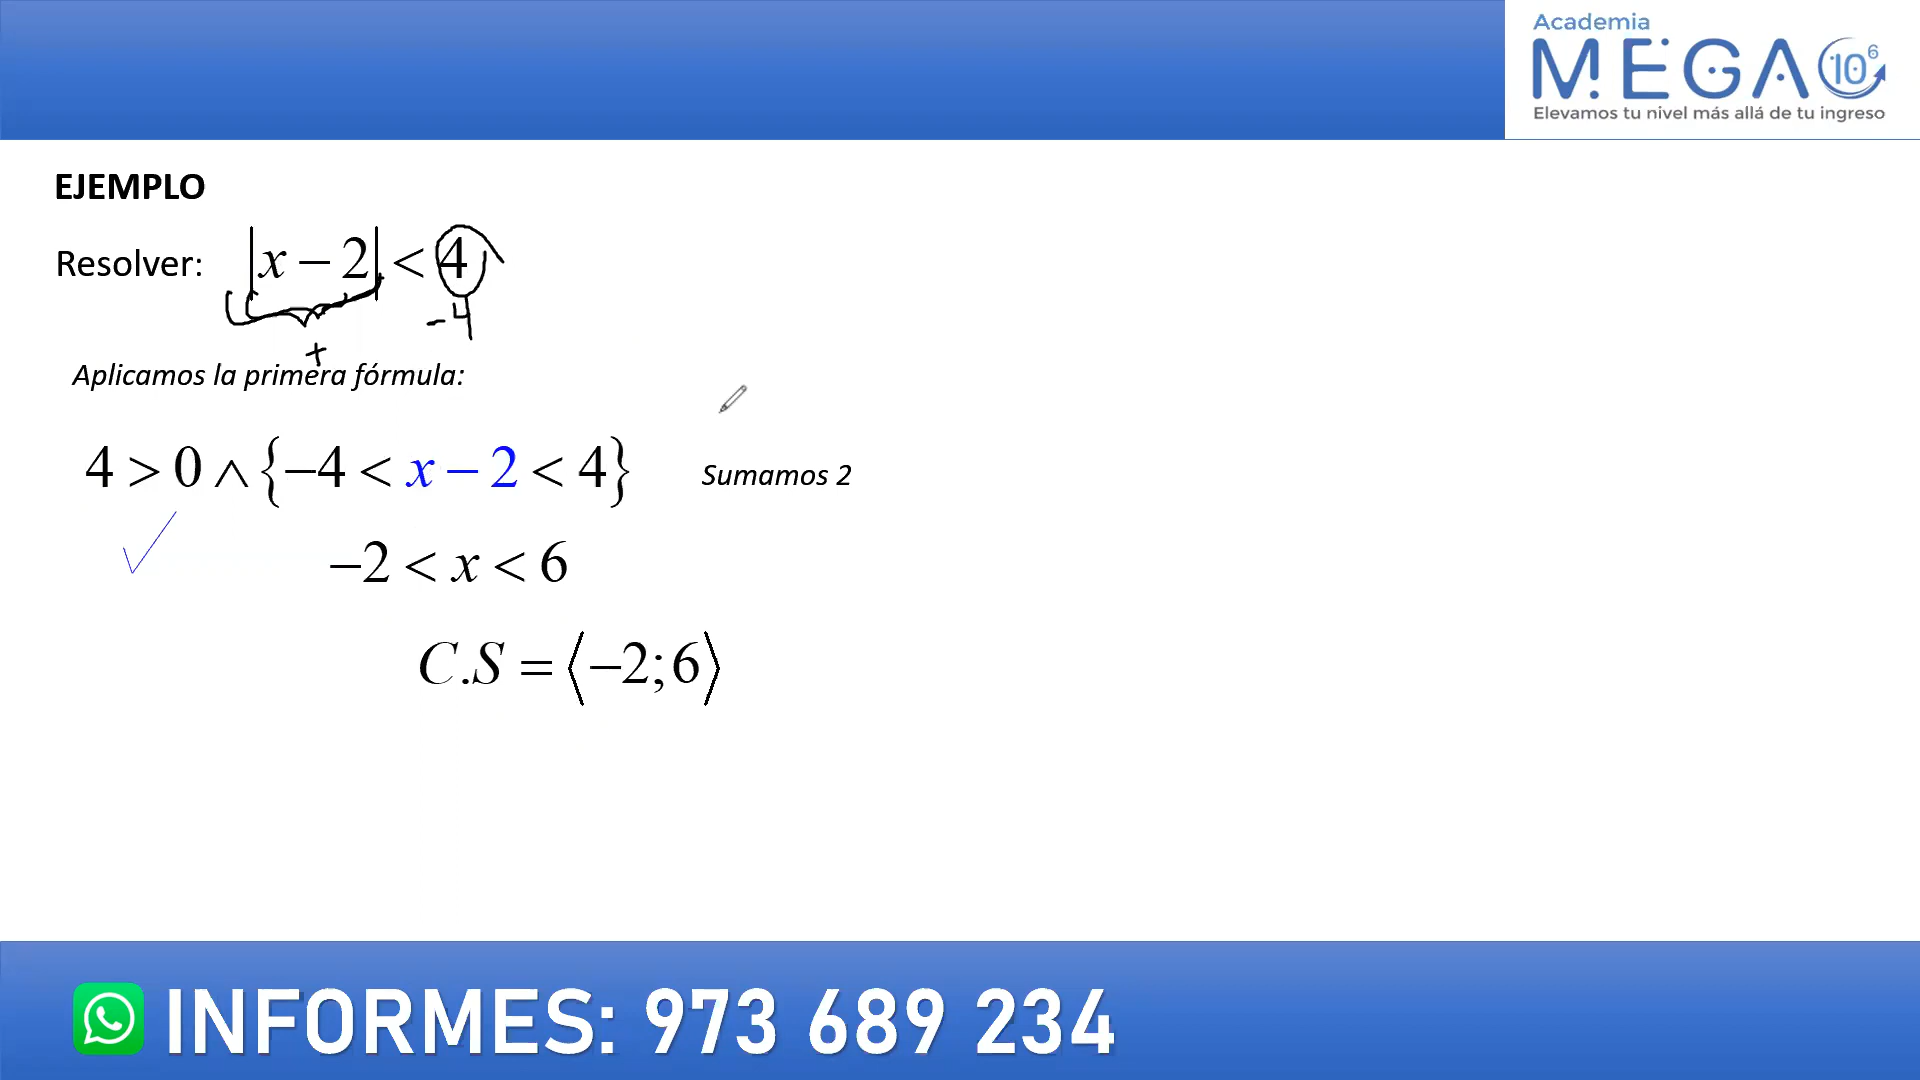 Academia
MEGA 10⁶
Elevamos tu nivel más allá de tu ingreso
EJEMPLO
Resolver: |x − 2| < 4
−4
+
Aplicamos la primera fórmula:
4 > 0 ∧ {−4 < x − 2 < 4} Sumamos 2
−2 < x < 6
C.S = ⟨−2;6⟩
INFORMES: 973 689 234